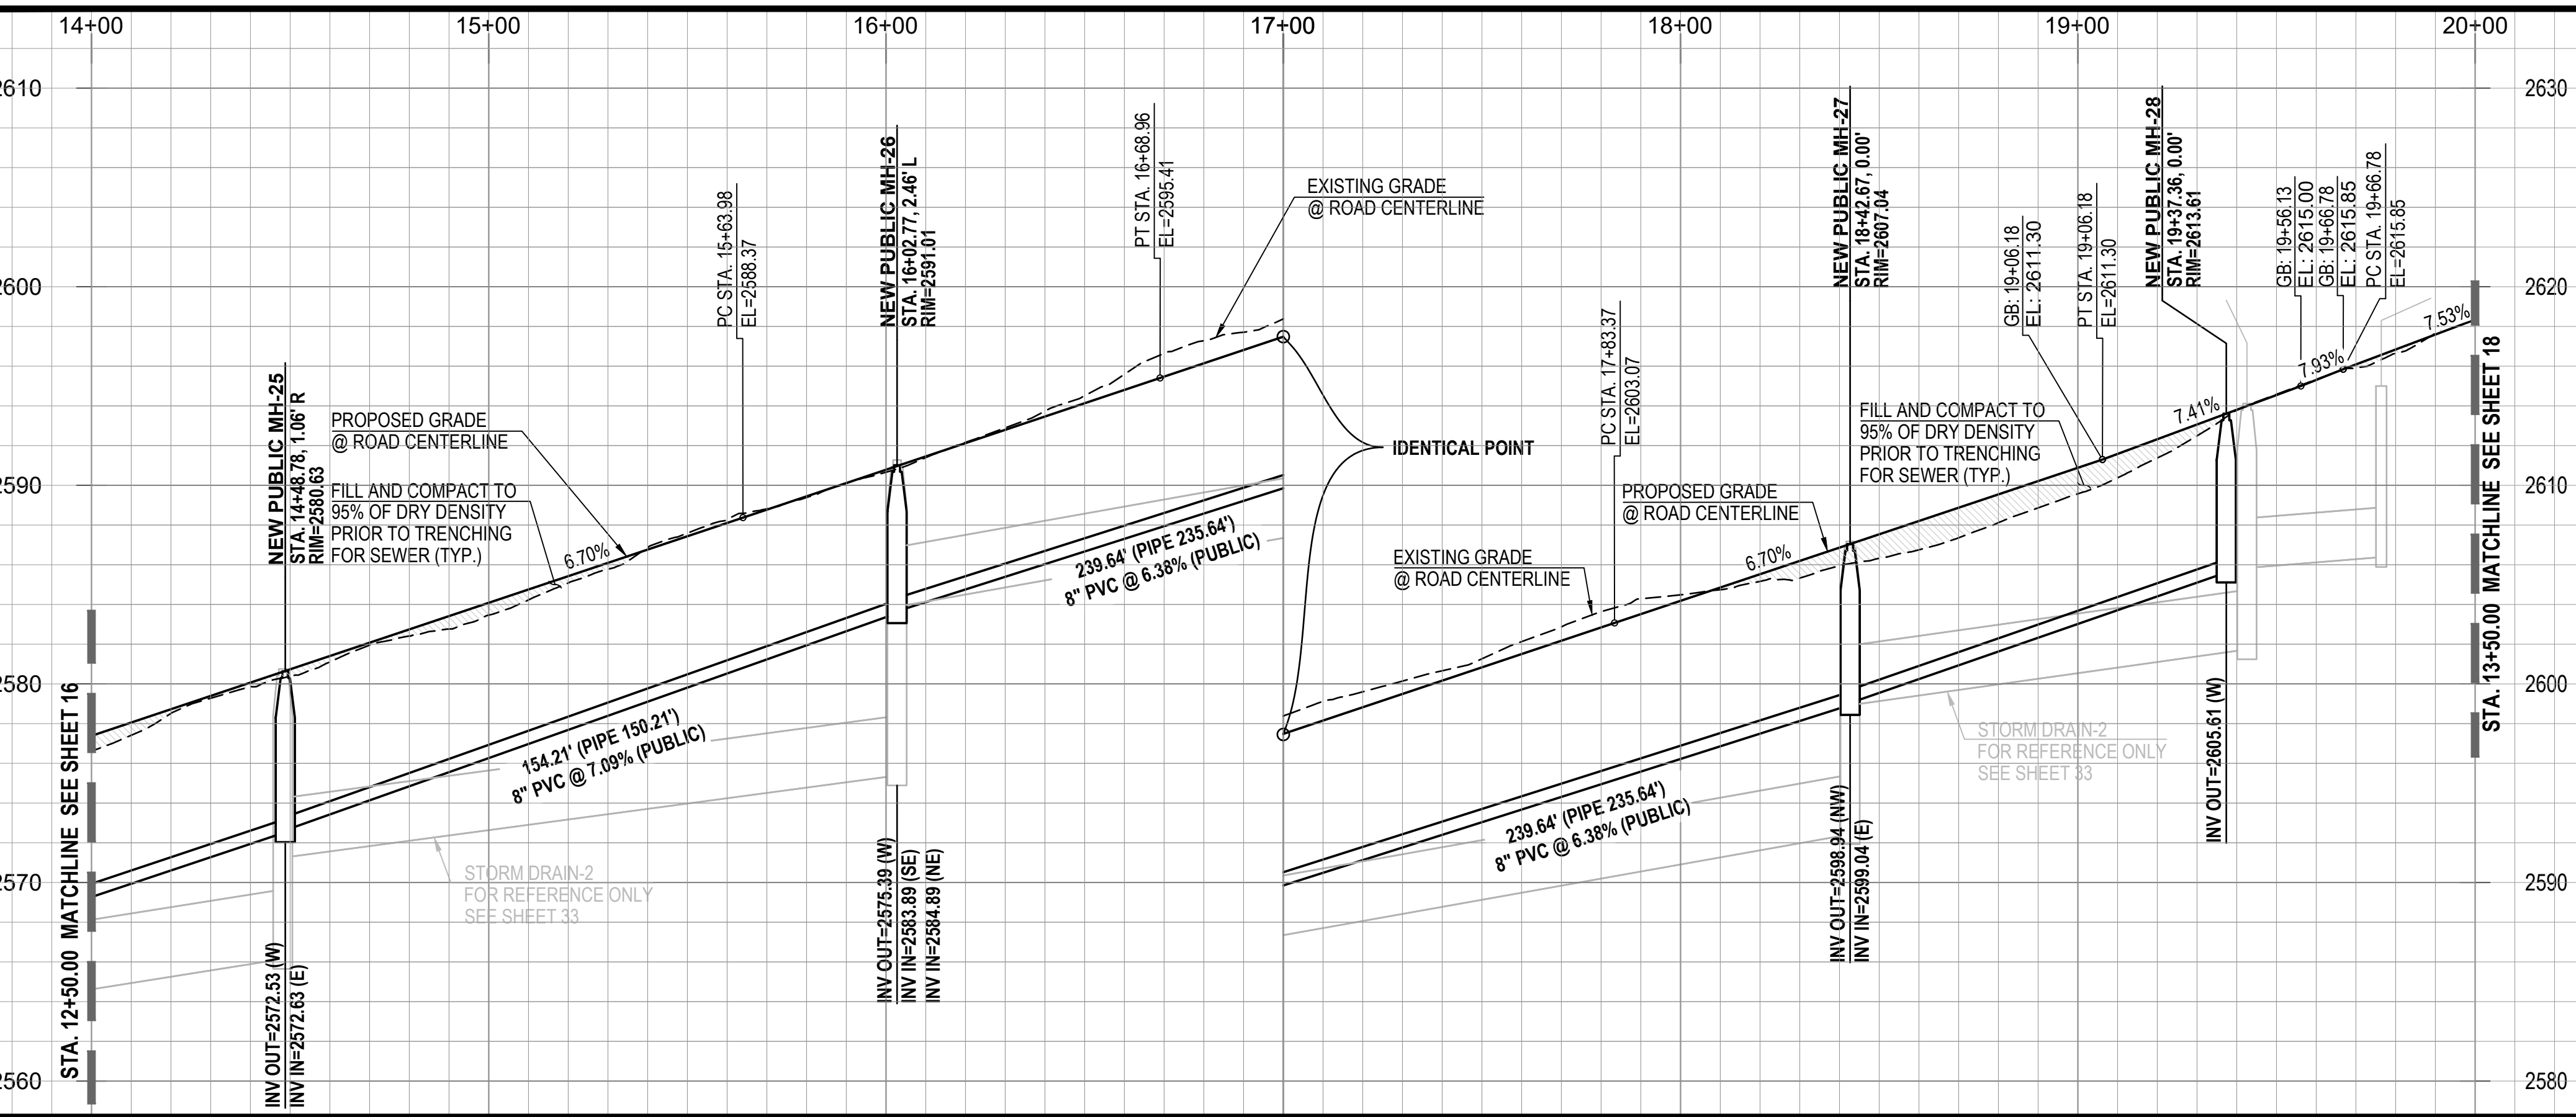 14+00 15+00 16+00 17+00 18+00 19+00 20+00
2610
2600
2590
2580
2570
2560
2630
2620
2610
2600
2590
2580
STA. 12+50.00 MATCHLINE SEE SHEET 16
NEW PUBLIC MH-25
STA. 14+48.78, 1.06' R
RIM=2580.63
PROPOSED GRADE
@ ROAD CENTERLINE
FILL AND COMPACT TO
95% OF DRY DENSITY
PRIOR TO TRENCHING
FOR SEWER (TYP.)
6.70%
PC STA. 15+63.98
EL=2588.37
NEW PUBLIC MH-26
STA. 16+02.77, 2.46' L
RIM=2591.01
PT STA. 16+68.96
EL=2595.41
EXISTING GRADE
@ ROAD CENTERLINE
IDENTICAL POINT
239.64' (PIPE 235.64')
8" PVC @ 6.38% (PUBLIC)
154.21' (PIPE 150.21')
8" PVC @ 7.09% (PUBLIC)
STORM DRAIN-2
FOR REFERENCE ONLY
SEE SHEET 33
INV OUT=2572.53 (W)
INV IN=2572.63 (E)
INV OUT=2575.39 (W)
INV IN=2583.89 (SE)
INV IN=2584.89 (NE)
PC STA. 17+83.37
EL=2603.07
EXISTING GRADE
@ ROAD CENTERLINE
PROPOSED GRADE
@ ROAD CENTERLINE
6.70%
NEW PUBLIC MH-27
STA. 18+42.67, 0.00'
RIM=2607.04
FILL AND COMPACT TO
95% OF DRY DENSITY
PRIOR TO TRENCHING
FOR SEWER (TYP.)
GB: 19+06.18
EL: 2611.30
PT STA. 19+06.18
EL=2611.30
NEW PUBLIC MH-28
STA. 19+37.36, 0.00'
RIM=2613.61
GB: 19+56.13
EL: 2615.00
GB: 19+66.78
EL: 2615.85
PC STA. 19+66.78
EL=2615.85
7.41%
7.93%
7.53%
239.64' (PIPE 235.64')
8" PVC @ 6.38% (PUBLIC)
INV OUT=2598.94 (NW)
INV IN=2599.04 (E)
STORM DRAIN-2
FOR REFERENCE ONLY
SEE SHEET 33
INV OUT=2605.61 (W)
STA. 13+50.00 MATCHLINE SEE SHEET 18